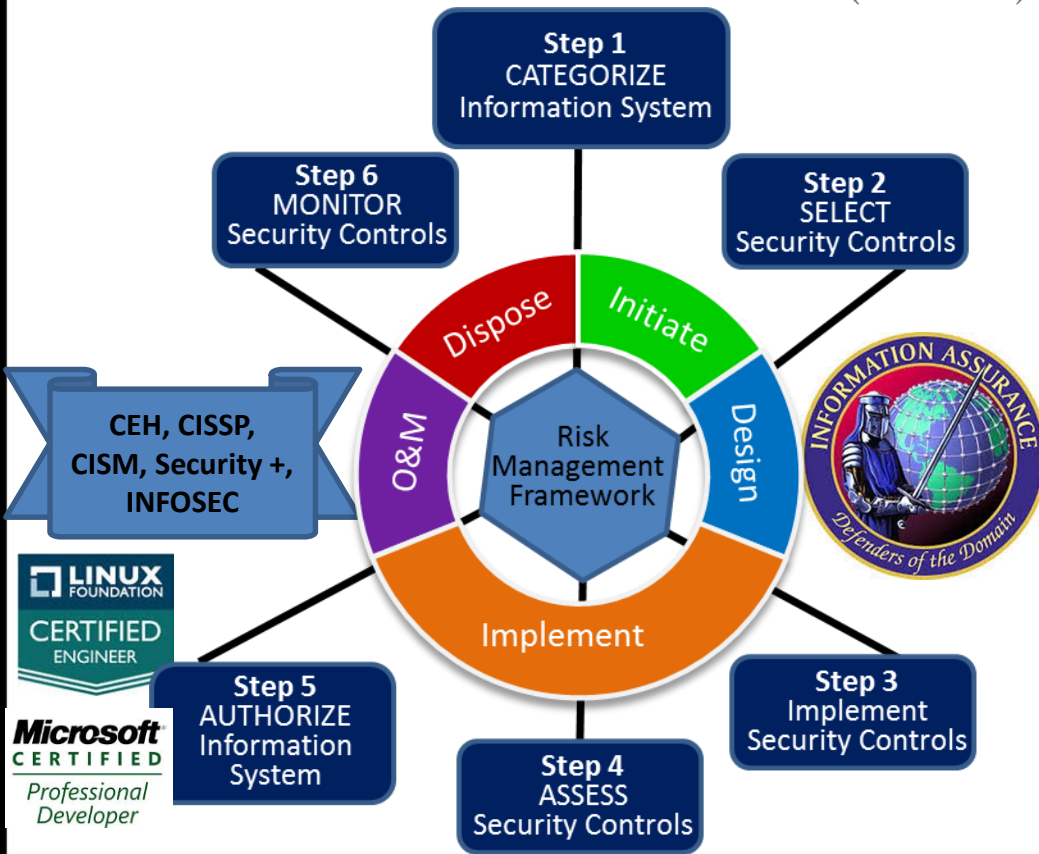 Step 1
CATEGORIZE
Information System
Step 6
MONITOR
Security Controls
Step 2
SELECT
Security Controls
Dispose
Initiate
INFORMATION ASSURANCE
Defenders of the Domain
CEH, CISSP,
CISM, Security +,
INFOSEC
O&M
Risk
Management
Framework
Design
LINUX
FOUNDATION
CERTIFIED
ENGINEER
Implement
Step 5
AUTHORIZE
Information
System
Step 3
Implement
Security Controls
Microsoft
CERTIFIED
Professional
Developer
Step 4
ASSESS
Security Controls